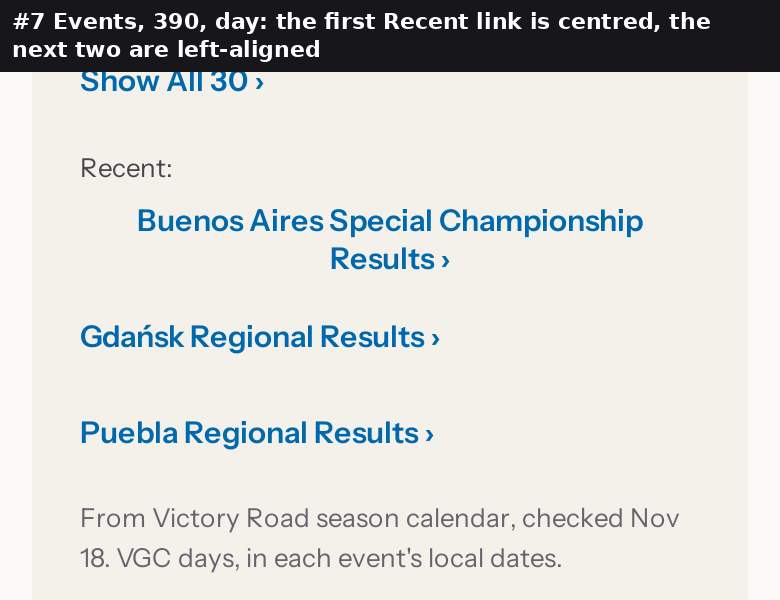 #7 Events, 390, day: the first Recent link is centred, the
next two are left-aligned
Show All 30 ›
Recent:
Buenos Aires Special Championship
Results ›
Gdańsk Regional Results ›
Puebla Regional Results ›
From Victory Road season calendar, checked Nov
18. VGC days, in each event's local dates.